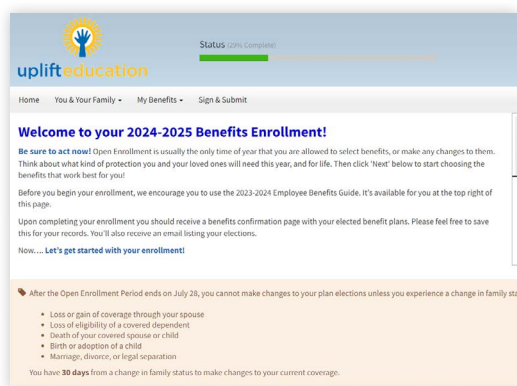 uplifteducation
Status (29% Complete)
Home You & Your Family My Benefits Sign & Submit
Welcome to your 2024-2025 Benefits Enrollment!
Be sure to act now! Open Enrollment is usually the only time of year that you are allowed to select benefits, or make any changes to them.
Think about what kind of protection you and your loved ones will need this year, and for life. Then click 'Next' below to start choosing the
benefits that work best for you!
Before you begin your enrollment, we encourage you to use the 2023-2024 Employee Benefits Guide. It's available for you at the top right of
this page.
Upon completing your enrollment you should receive a benefits confirmation page with your elected benefit plans. Please feel free to save
this for your records. You'll also receive an email listing your elections.
Now.... Let's get started with your enrollment!
After the Open Enrollment Period ends on July 28, you cannot make changes to your plan elections unless you experience a change in family sta
• Loss or gain of coverage through your spouse
• Loss of eligibility of a covered dependent
• Death of your covered spouse or child
• Birth or adoption of a child
• Marriage, divorce, or legal separation
You have 30 days from a change in family status to make changes to your current coverage.